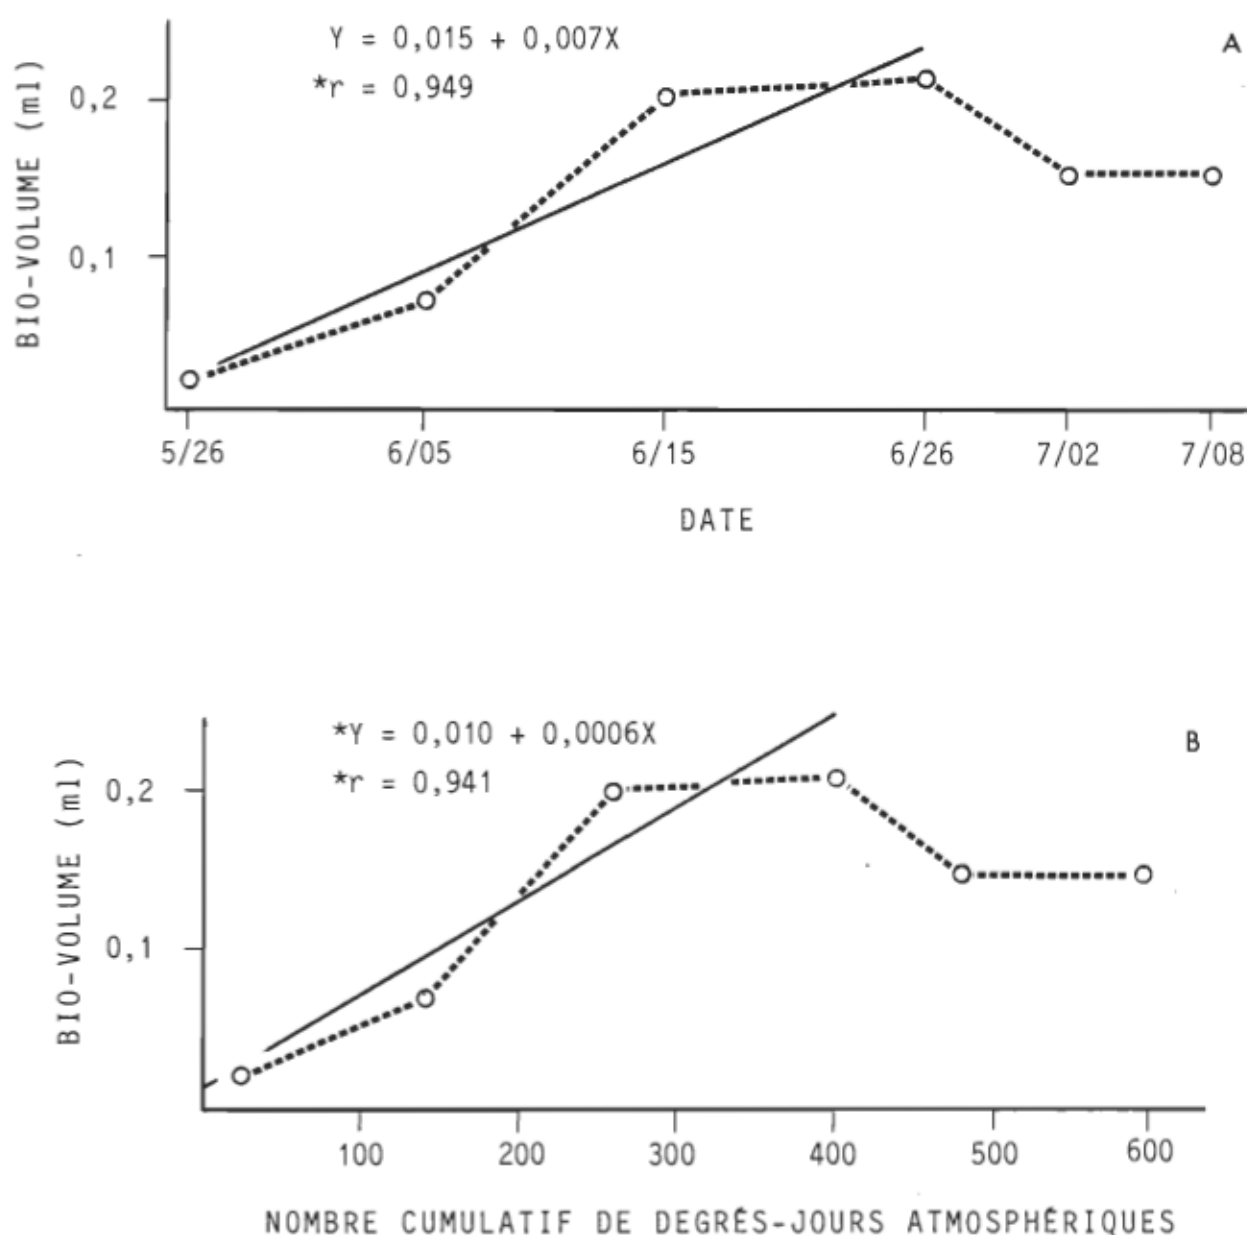 Y = 0,015 + 0,007X
A
*r = 0,949
BIO-VOLUME (ml)
0,2
0,1
5/26 6/05 6/15 6/26 7/02 7/08
DATE
*Y = 0,010 + 0,0006X
B
*r = 0,941
BIO-VOLUME (ml)
0,2
0,1
100 200 300 400 500 600
NOMBRE CUMULATIF DE DEGRÉS-JOURS ATMOSPHÉRIQUES